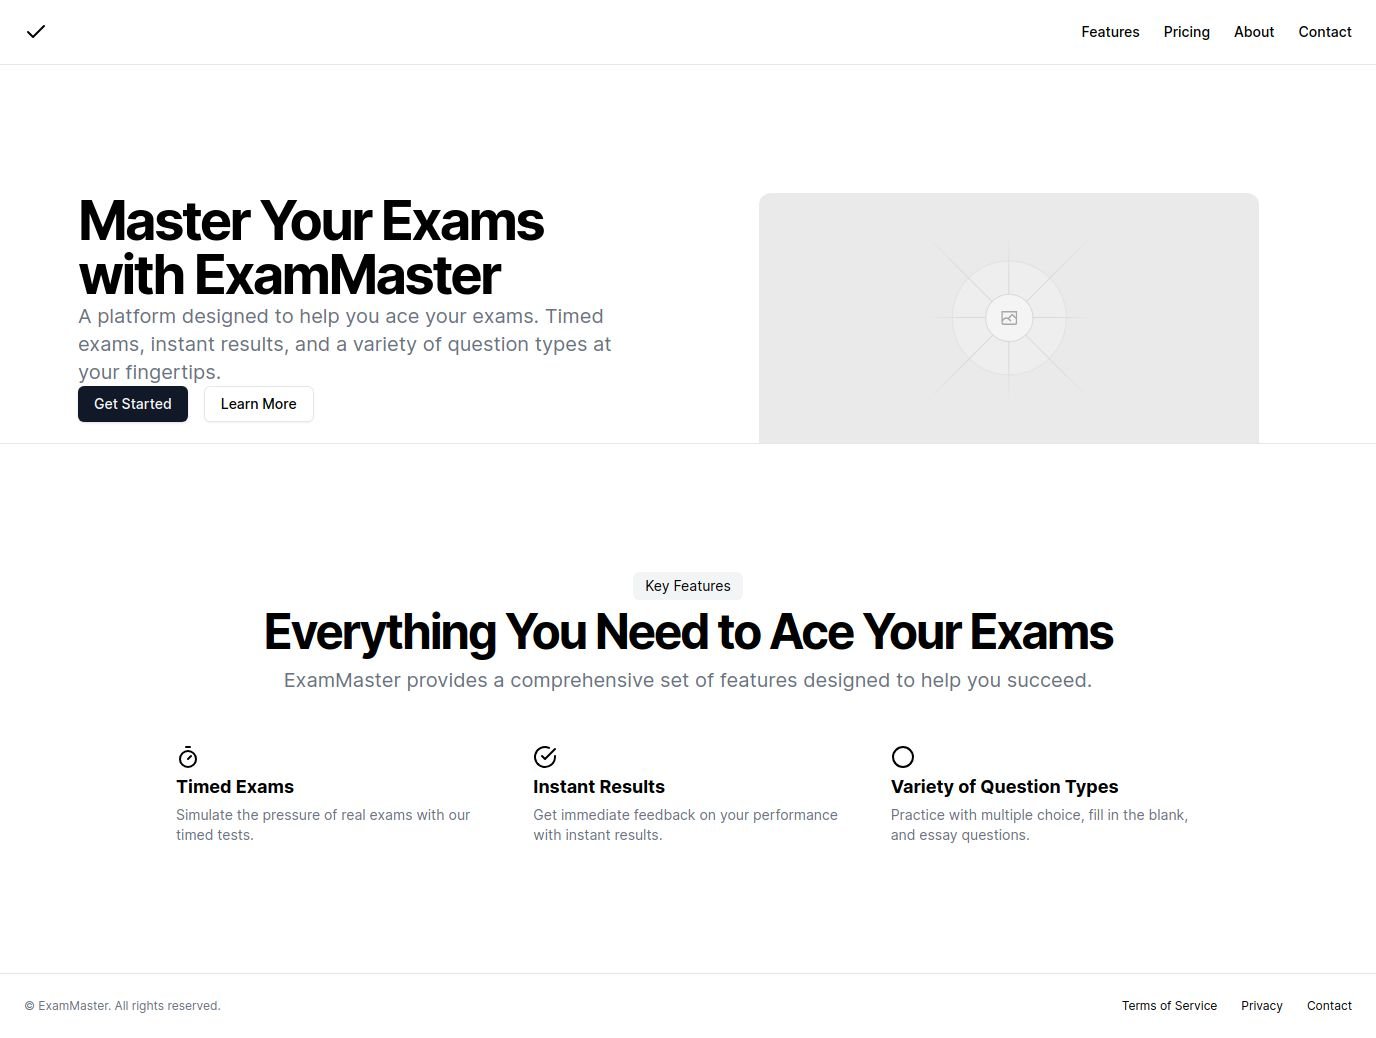 Features
Pricing
About
Contact
Master Your Exams
with ExamMaster
A platform designed to help you ace your exams. Timed
exams, instant results, and a variety of question types at
your fingertips.
Get Started
Learn More
Key Features
Everything You Need to Ace Your Exams
ExamMaster provides a comprehensive set of features designed to help you succeed.
Timed Exams
Simulate the pressure of real exams with our
timed tests.
Instant Results
Get immediate feedback on your performance
with instant results.
Variety of Question Types
Practice with multiple choice, fill in the blank,
and essay questions.
© ExamMaster. All rights reserved.
Terms of Service
Privacy
Contact